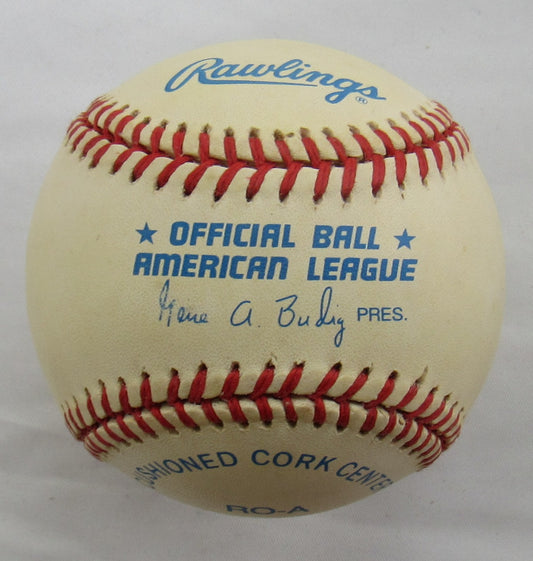 Rawlings®
★ OFFICIAL BALL ★
AMERICAN LEAGUE
Gene A. Budig PRES.
CUSHIONED CORK CENTER
RO-A